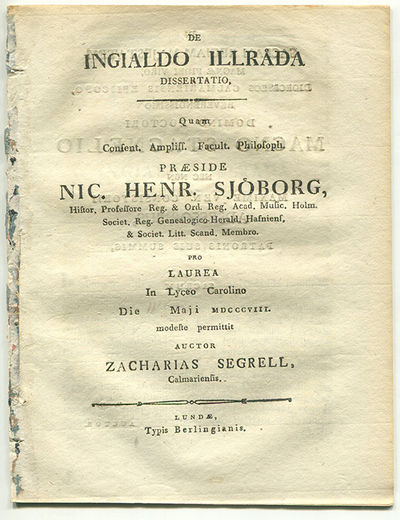 DE
INGIALDO ILLRÅDA
DISSERTATIO,
Quam
Consent. Ampliss. Facult. Philosoph.
PRÆSIDE
NIC. HENR. SJÖBORG,
Histor. Professore Reg. & Ord. Reg. Acad. Music. Holm.
Societ. Reg. Genealogico Herald. Hafniens,
& Societ. Litt. Scand. Membro.
PRO
LAUREA
In Lyceo Carolino
Die Maji MDCCCVIII.
modeste permittit
AUCTOR
ZACHARIAS SEGRELL,
Calmariensis.
LUNDÆ,
Typis Berlingianis.